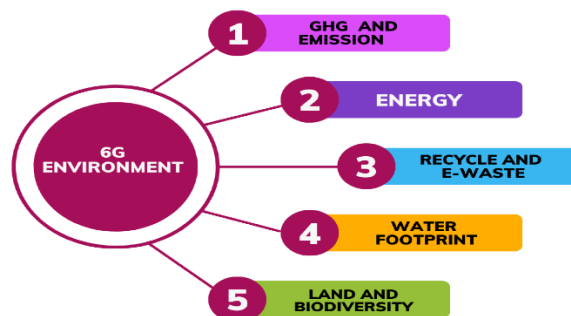 6G
ENVIRONMENT
1
GHG AND
EMISSION
2
ENERGY
3
RECYCLE AND
E-WASTE
4
WATER
FOOTPRINT
5
LAND AND
BIODIVERSITY